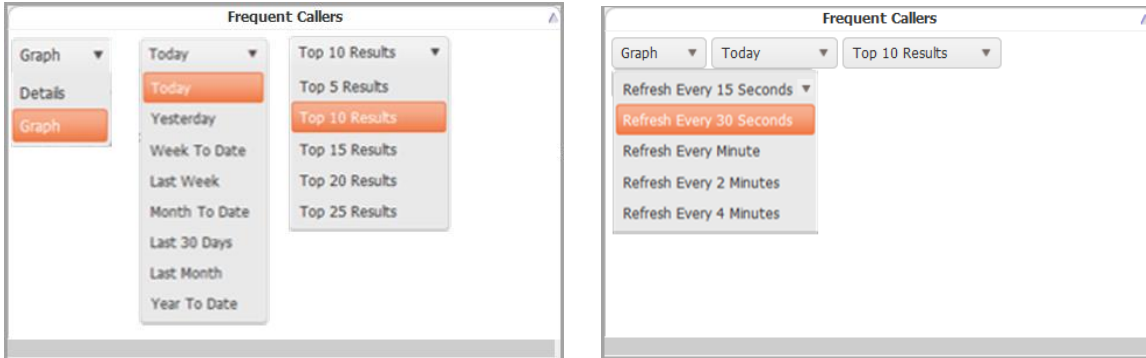 Frequent Callers
Graph
Details
Graph
Today
Today
Yesterday
Week To Date
Last Week
Month To Date
Last 30 Days
Last Month
Year To Date
Top 10 Results
Top 5 Results
Top 10 Results
Top 15 Results
Top 20 Results
Top 25 Results
Frequent Callers
Graph
Today
Top 10 Results
Refresh Every 15 Seconds
Refresh Every 30 Seconds
Refresh Every Minute
Refresh Every 2 Minutes
Refresh Every 4 Minutes